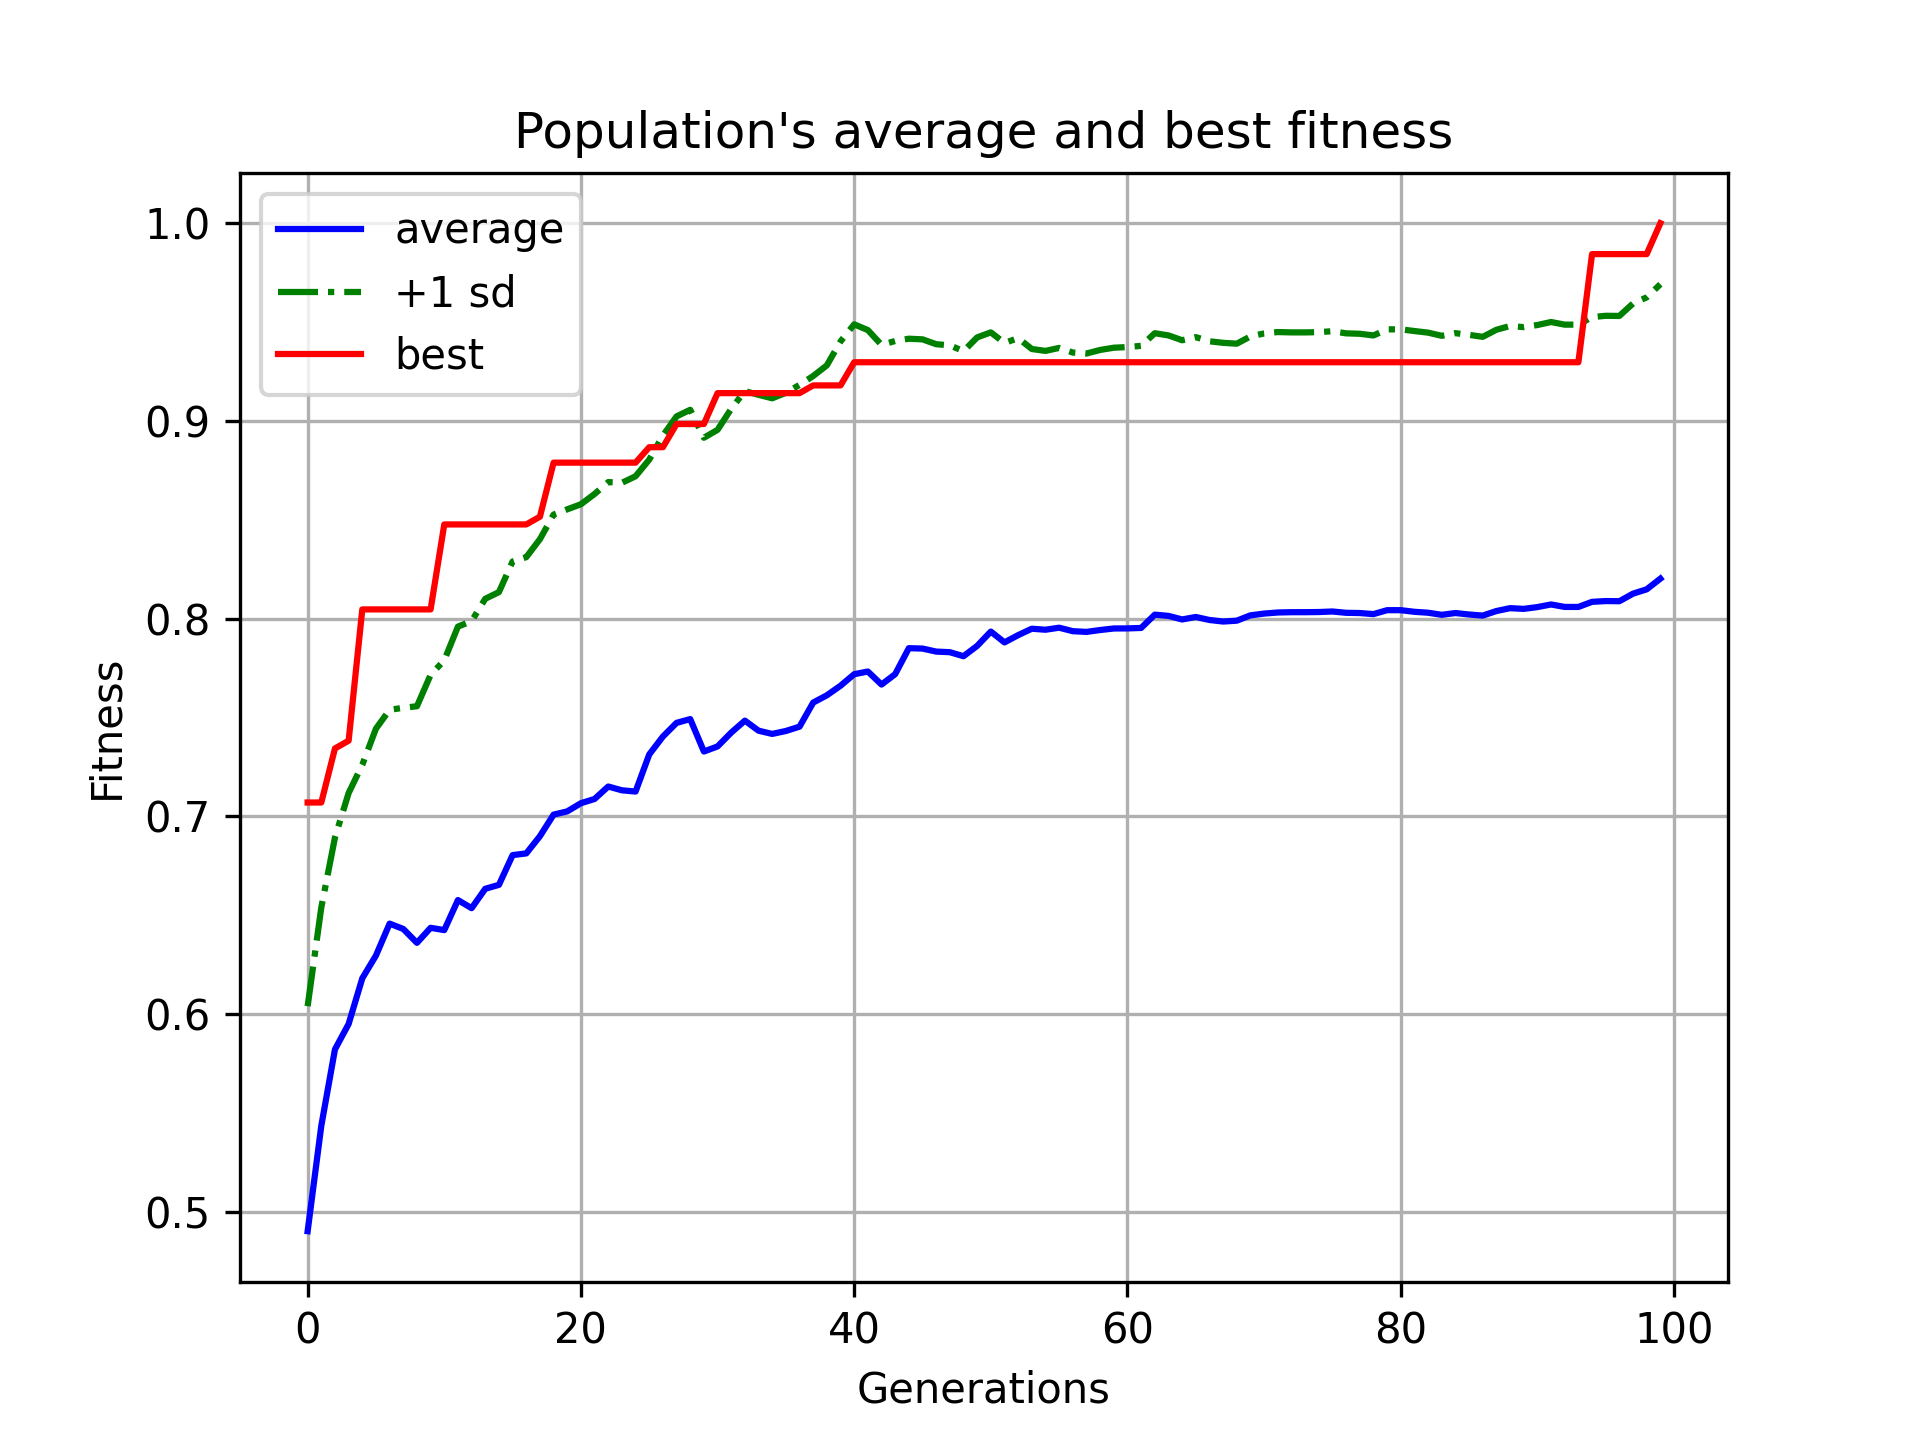 Population's average and best fitness
average
+1 sd
best
1.0
0.9
0.8
0.7
0.6
0.5
Fitness
0 20 40 60 80 100
Generations